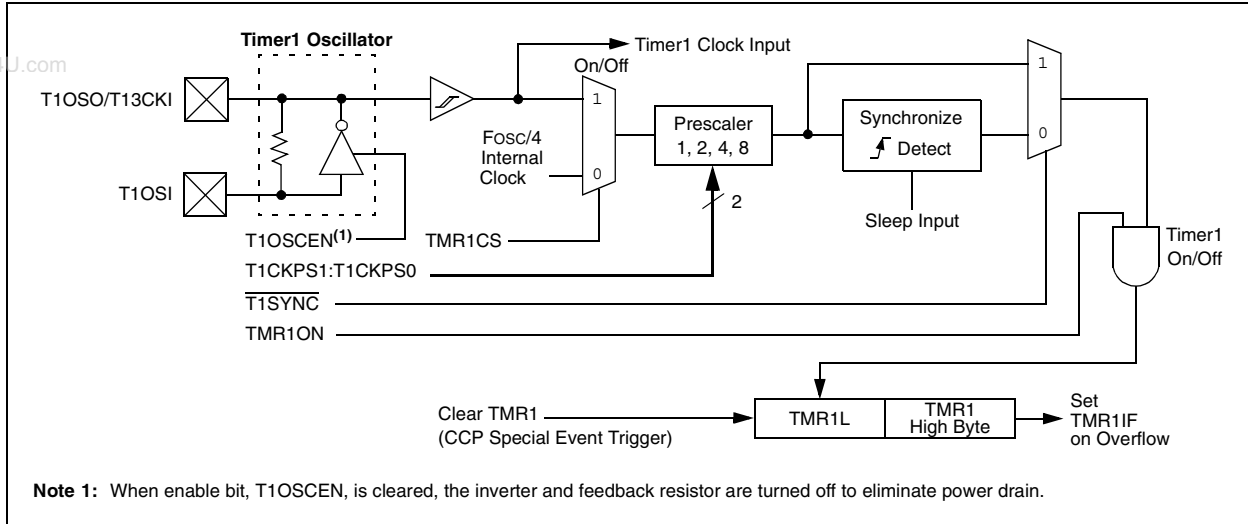 Timer1 Oscillator
Timer1 Clock Input
U.com
On/Off
T1OSO/T13CKI
1
1
Prescaler
1, 2, 4, 8
Synchronize
Detect
0
FOSC/4
Internal
Clock
0
T1OSI
2
Sleep Input
T1OSCEN(1)
TMR1CS
Timer1
On/Off
T1CKPS1:T1CKPS0
T1SYNC
TMR1ON
Clear TMR1
(CCP Special Event Trigger)
TMR1L
TMR1
High Byte
Set
TMR1IF
on Overflow
Note 1: When enable bit, T1OSCEN, is cleared, the inverter and feedback resistor are turned off to eliminate power drain.